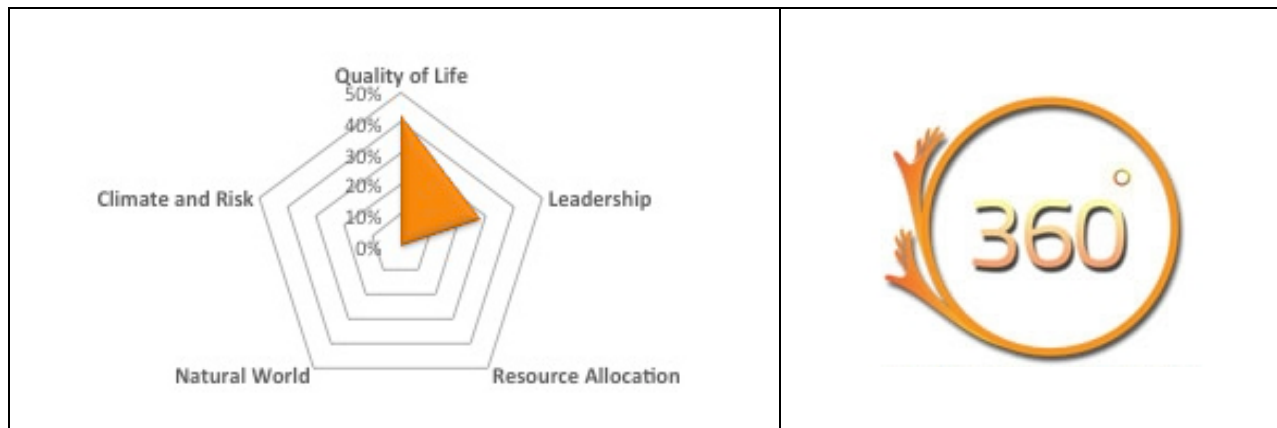 Quality of Life
50%
40%
30%
20%
10%
0%
Climate and Risk
Leadership
Natural World
Resource Allocation
360°